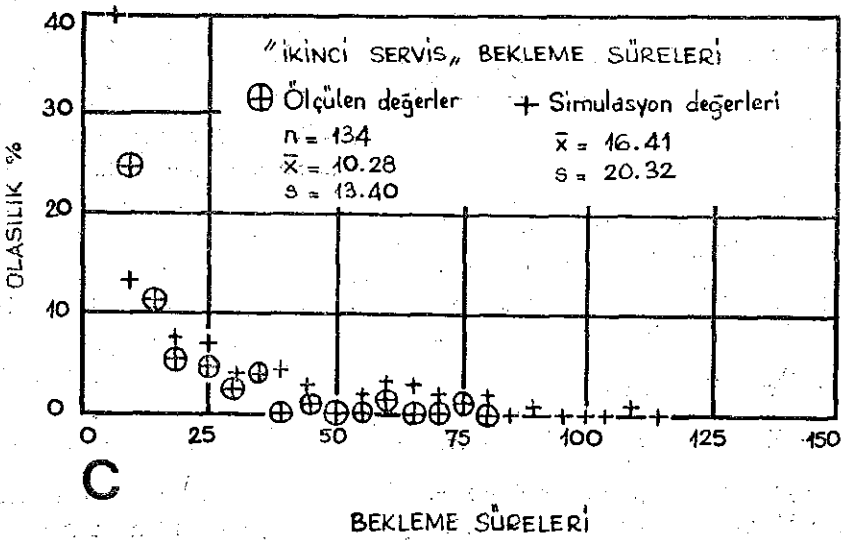 „İKİNCİ SERVİS„ BEKLEME SÜRELERİ
⊕ Ölçülen değerler
n = 134
x̄ = 10.28
s = 13.40
+ Simulasyon değerleri
x̄ = 16.41
s = 20.32
OLASILIK %
40
30
20
10
0
0 25 50 75 100 125 150
C
BEKLEME SÜRELERİ